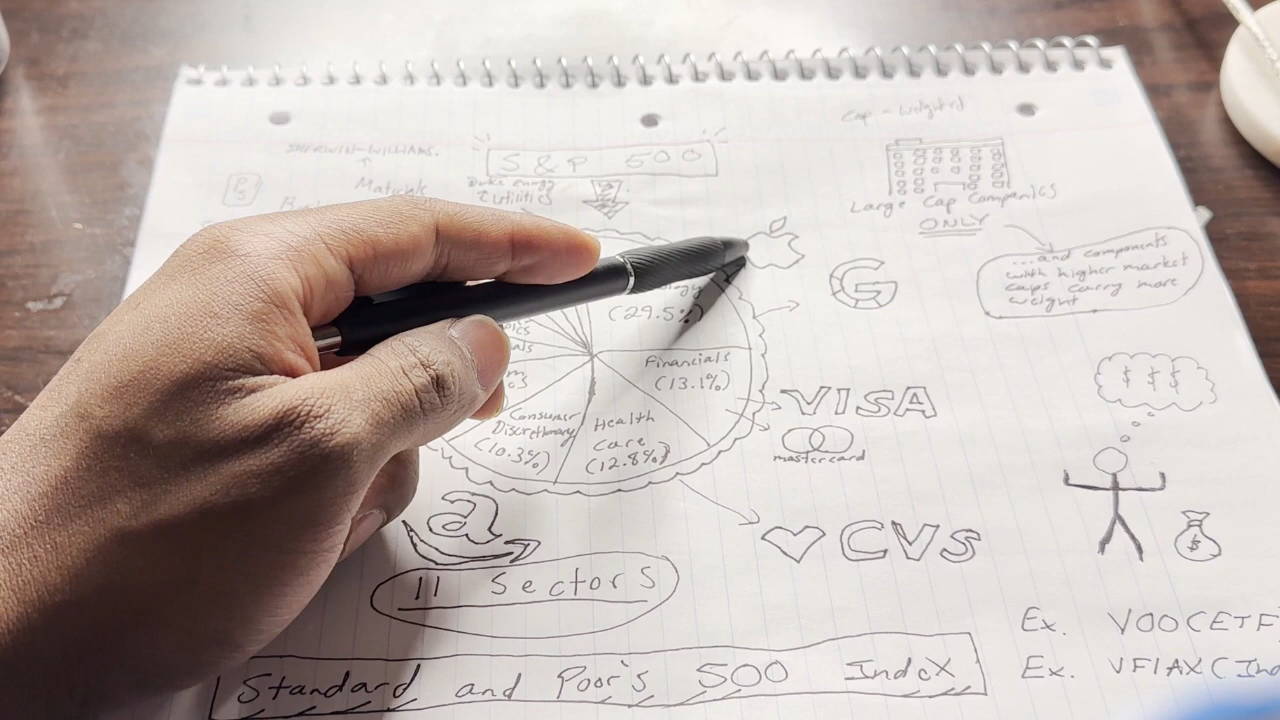 Cap-Weighted
SHERWIN-WILLIAMS.
S & P 500
Materials
Duke Energy
Utilities
Large Cap Companies
ONLY
...and components
with higher market
caps carry more
weight
G
(29.5%)
Financials
(13.1%)
$ $ $
VISA
mastercard
Consumer
Discretionary
(10.3%)
Health
Care
(12.8%)
a
CVS
$
11 Sectors
Ex. VOO(ETF
Ex. VFIAX(Ind
Standard and Poor's 500 Index